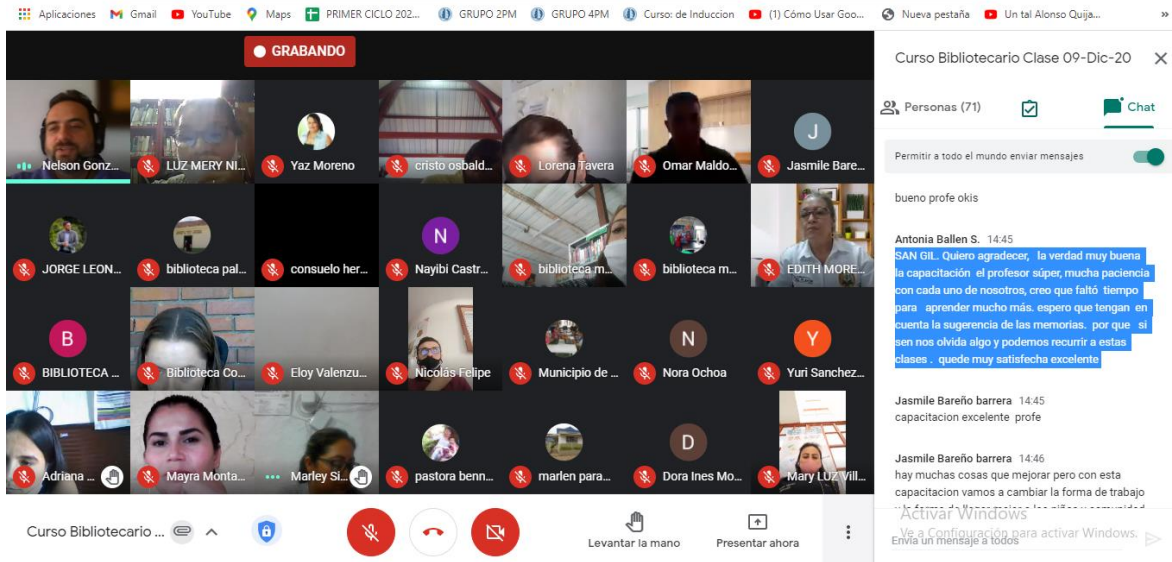 Aplicaciones M Gmail YouTube Maps PRIMER CICLO 202... GRUPO 2PM GRUPO 4PM Curso: de Induccion (1) Cómo Usar Goo... Nueva pestaña Un tal Alonso Quija... »
GRABANDO
Nelson Gonz... LUZ MERY NI... Yaz Moreno cristo osbald... Lorena Tavera Omar Maldo... J Jasmile Bare...
JORGE LEON... biblioteca pal... consuelo her... N Nayibi Castr... biblioteca m... biblioteca m... EDITH MORE...
B BIBLIOTECA ... Biblioteca Co... Eloy Valenzu... Nicolás Felipe Municipio de ... N Nora Ochoa Y Yuri Sanchez...
Adriana ... Mayra Monta... Marley Si... pastora benn... marlen para... D Dora Ines Mo... Mary LUZ Vill...
Curso Bibliotecario ...
Levantar la mano
Presentar ahora
Curso Bibliotecario Clase 09-Dic-20
Personas (71)
Chat
Permitir a todo el mundo enviar mensajes
bueno profe okis
Antonia Ballen S. 14:45
SAN GIL. Quiero agradecer, la verdad muy buena
la capacitación el profesor súper, mucha paciencia
con cada uno de nosotros, creo que faltó tiempo
para aprender mucho más. espero que tengan en
cuenta la sugerencia de las memorias. por que si
sen nos olvida algo y podemos recurrir a estas
clases . quede muy satisfecha excelente
Jasmile Bareño barrera 14:45
capacitacion excelente profe
Jasmile Bareño barrera 14:46
hay muchas cosas que mejorar pero con esta
capacitacion vamos a cambiar la forma de trabajo
Activar Windows
Ve a Configuración para activar Windows.
Envía un mensaje a todos